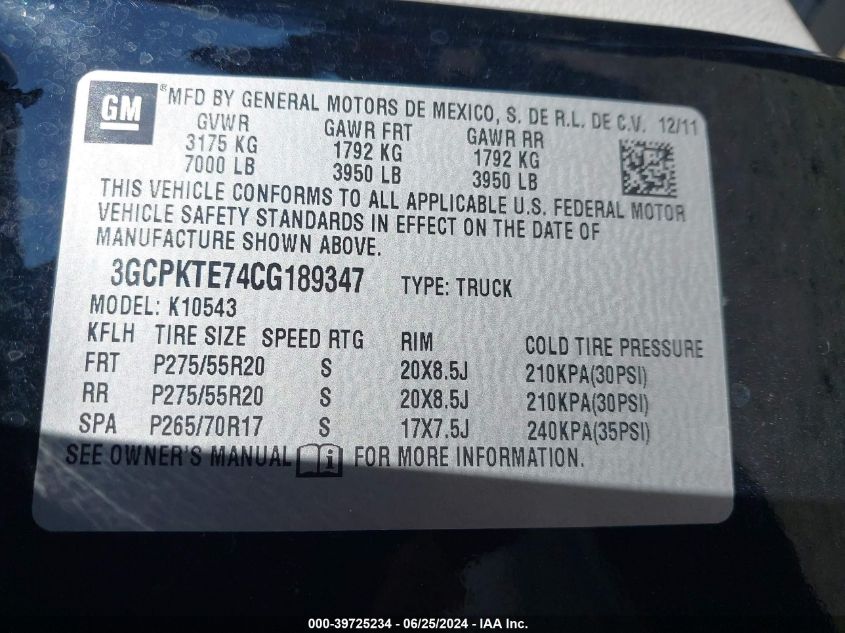 GM ® MFD BY GENERAL MOTORS DE MEXICO, S. DE R.L. DE C.V. 12/11
GVWR GAWR FRT GAWR RR
3175 KG 1792 KG 1792 KG
7000 LB 3950 LB 3950 LB
THIS VEHICLE CONFORMS TO ALL APPLICABLE U.S. FEDERAL MOTOR
VEHICLE SAFETY STANDARDS IN EFFECT ON THE DATE OF
MANUFACTURE SHOWN ABOVE.
3GCPKTE74CG189347 TYPE: TRUCK
MODEL: K10543
KFLH TIRE SIZE SPEED RTG RIM COLD TIRE PRESSURE
FRT P275/55R20 S 20X8.5J 210KPA(30PSI)
RR P275/55R20 S 20X8.5J 210KPA(30PSI)
SPA P265/70R17 S 17X7.5J 240KPA(35PSI)
SEE OWNER'S MANUAL i FOR MORE INFORMATION.
000-39725234 - 06/25/2024 - IAA Inc.